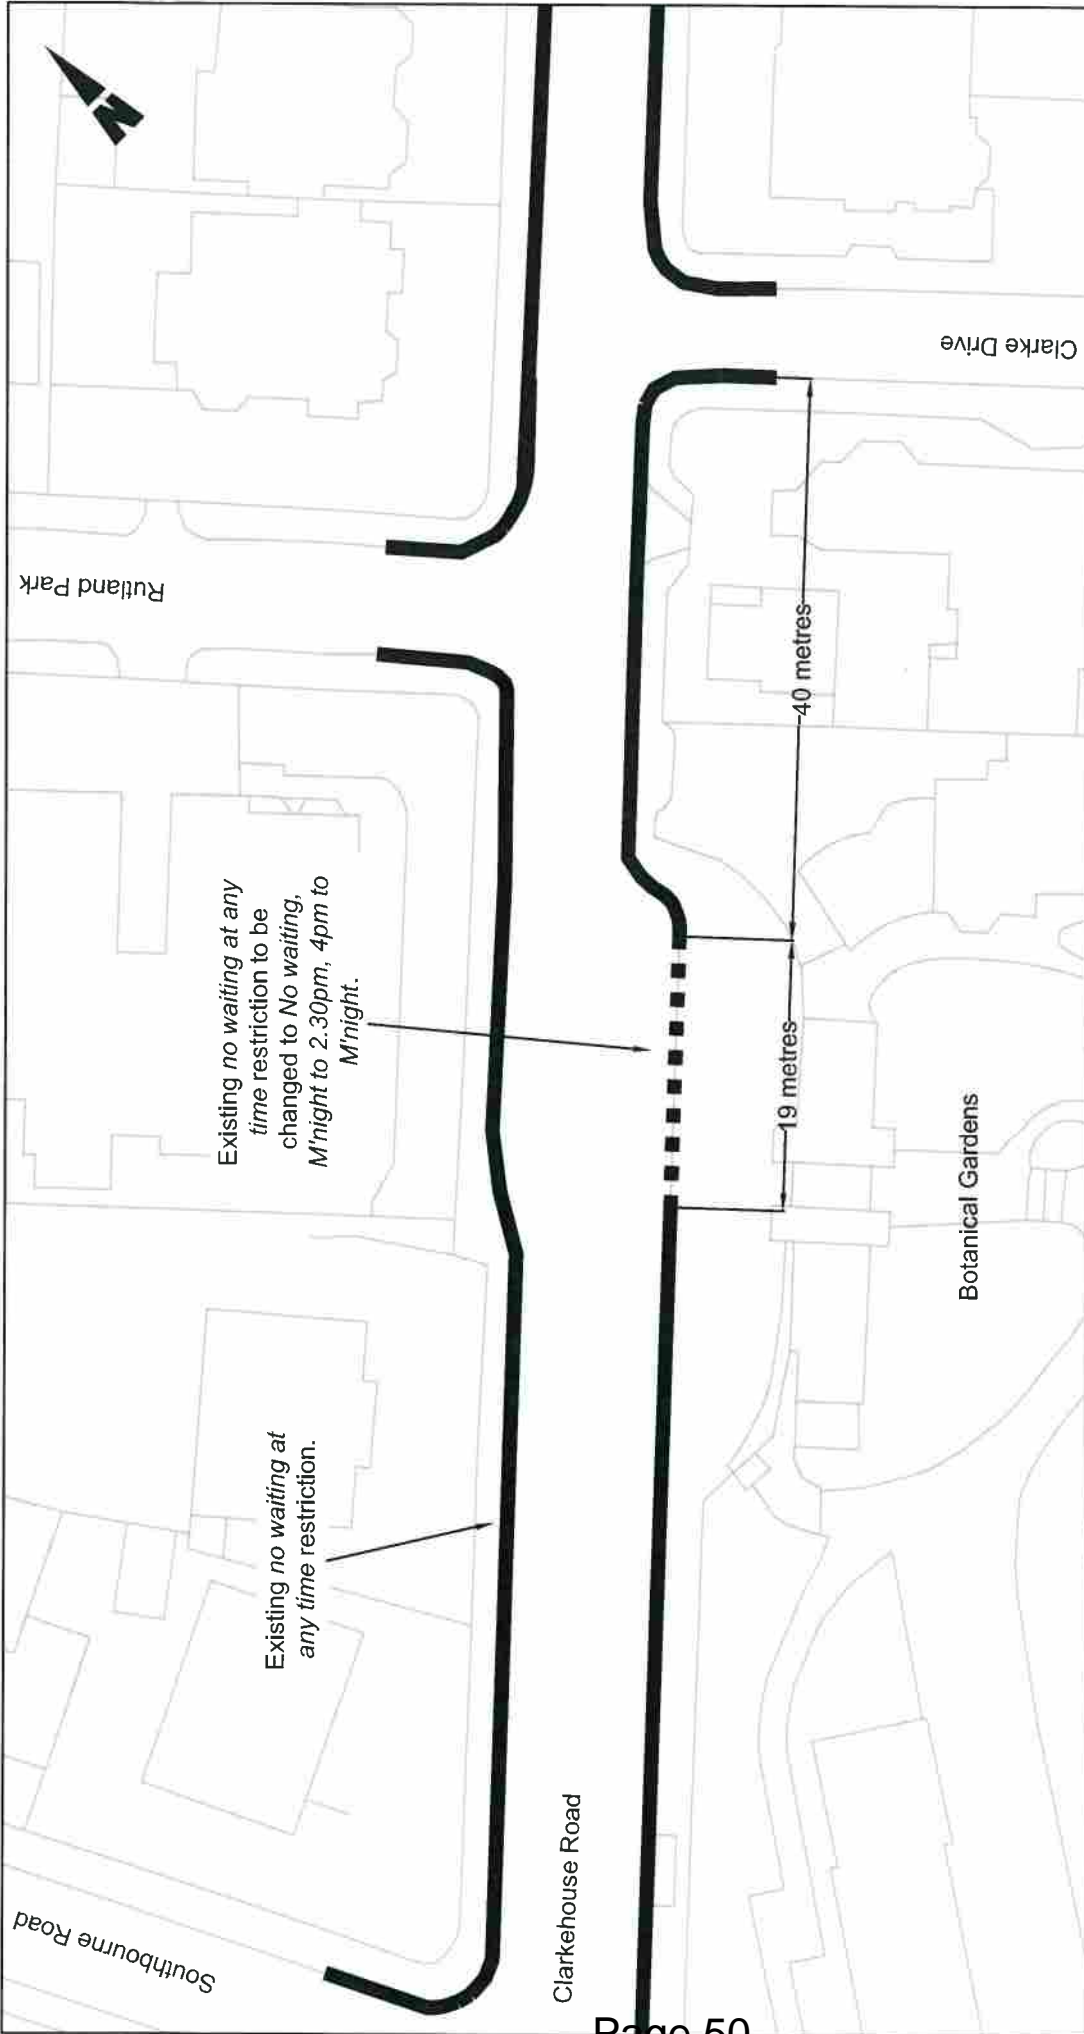 N
Clarke Drive
Rutland Park
40 metres
Existing no waiting at any
time restriction to be
changed to No waiting,
M'night to 2.30pm, 4pm to
M'night.
19 metres
Botanical Gardens
Existing no waiting at
any time restriction.
Clarkehouse Road
Southbourne Road
Page 50